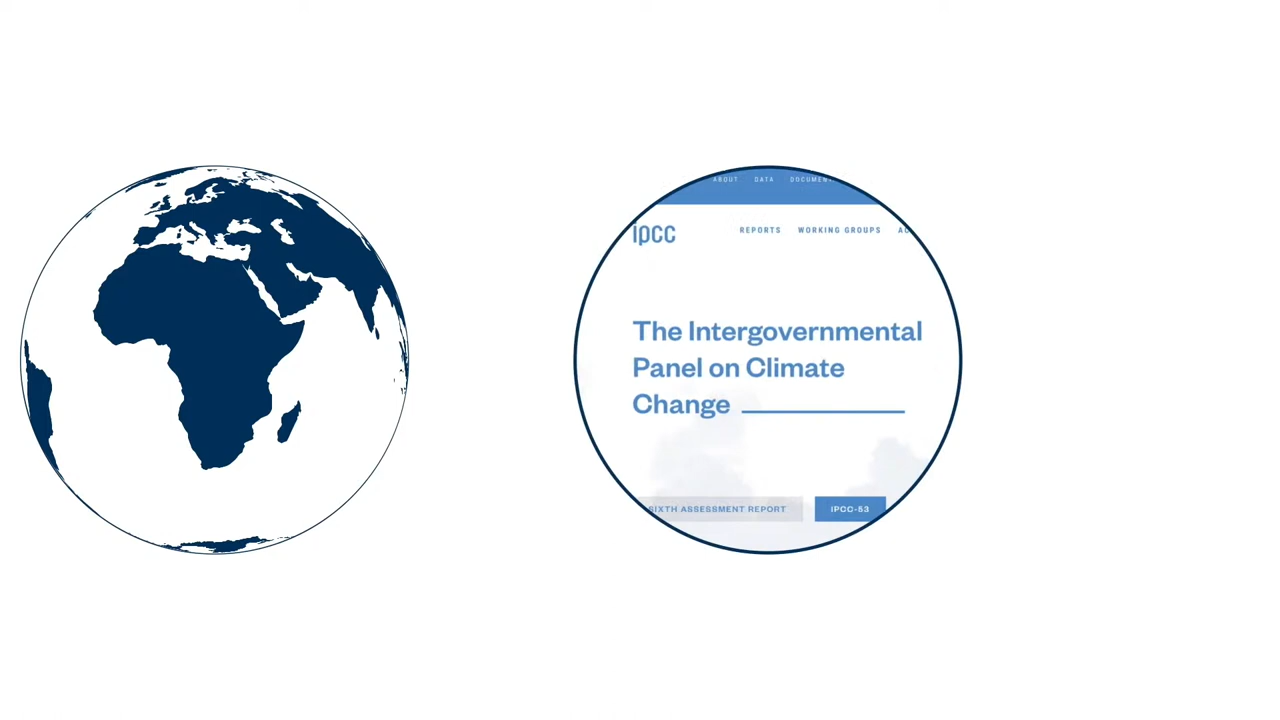 ABOUT DATA
ipcc REPORTS WORKING GROUPS
The Intergovernmental
Panel on Climate
Change
SIXTH ASSESSMENT REPORT iPCC-53